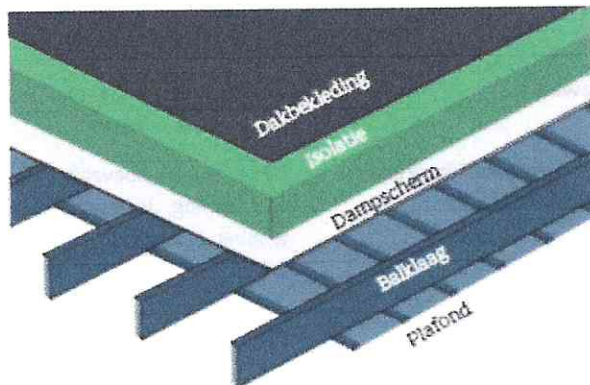 Dakbekleding
Isolatie
Dampscherm
Balklaag
Plafond